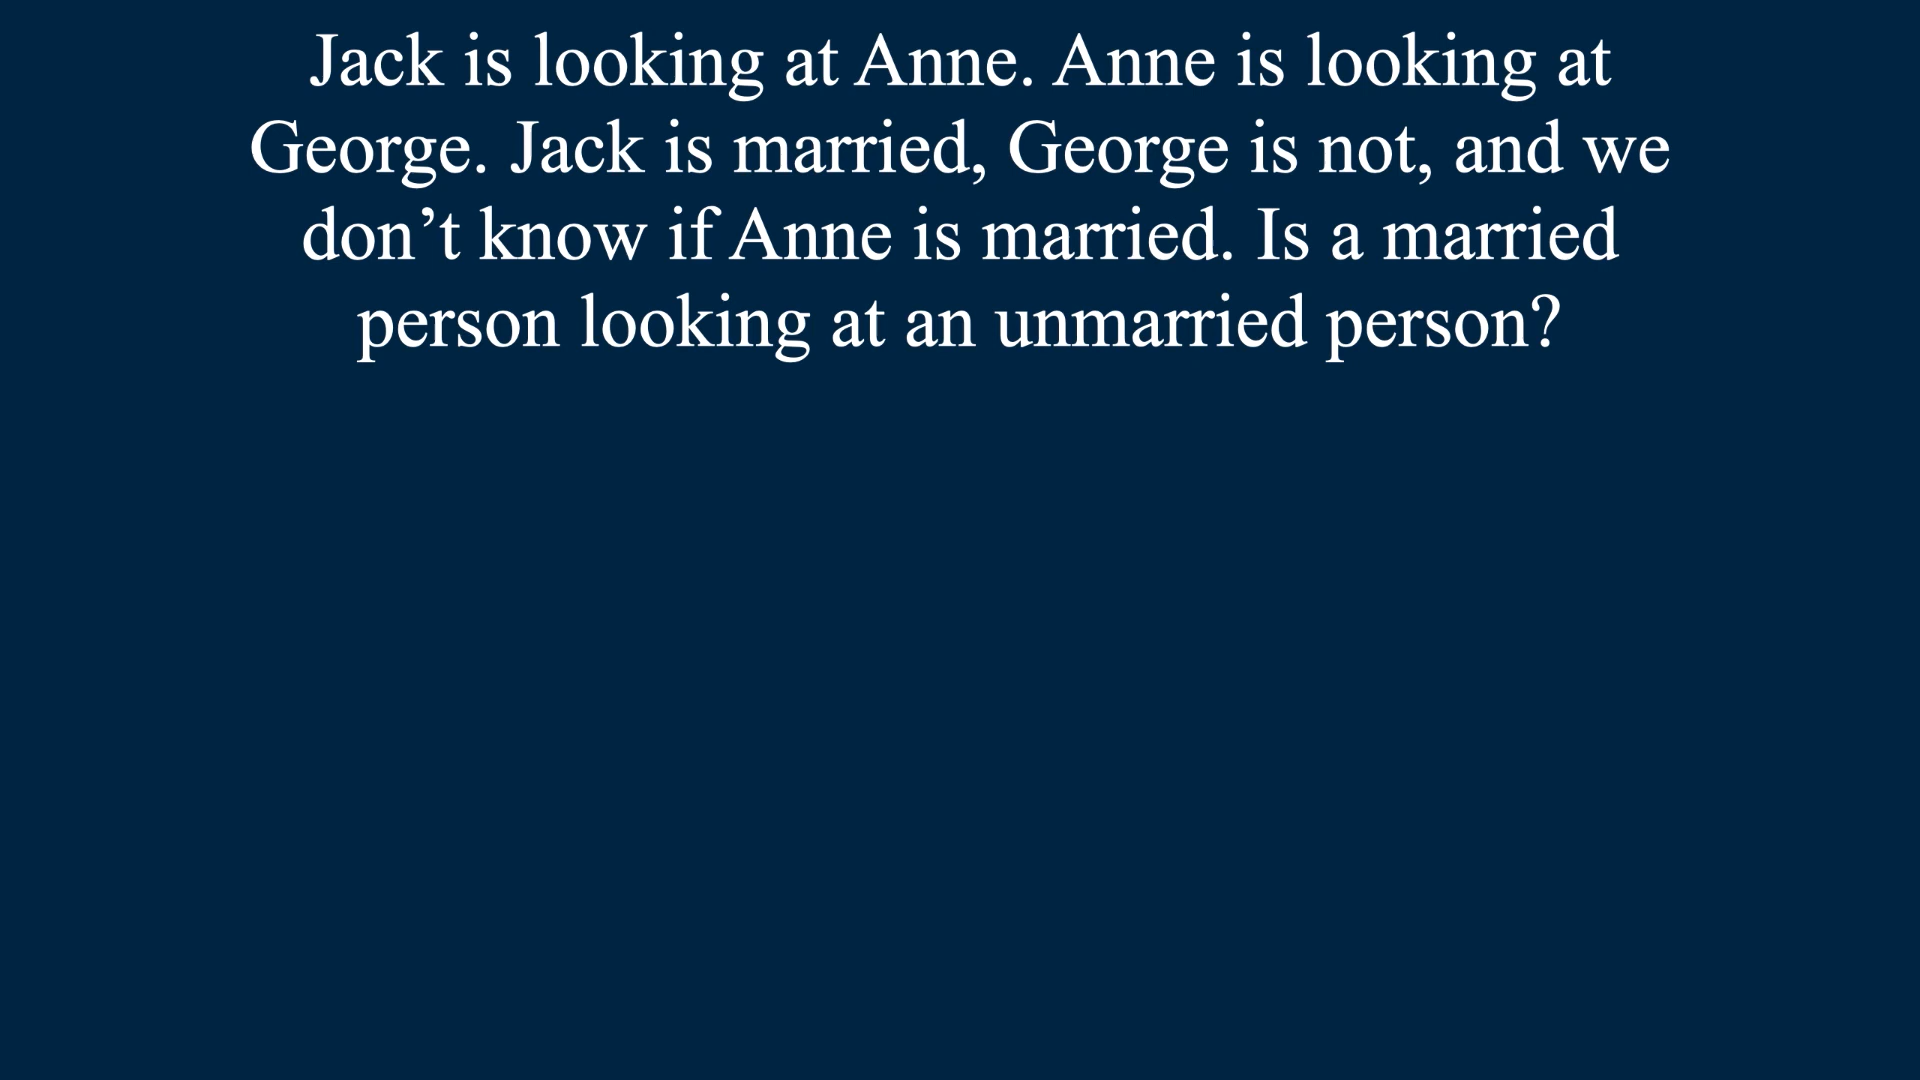 Jack is looking at Anne. Anne is looking at
George. Jack is married, George is not, and we
don’t know if Anne is married. Is a married
person looking at an unmarried person?